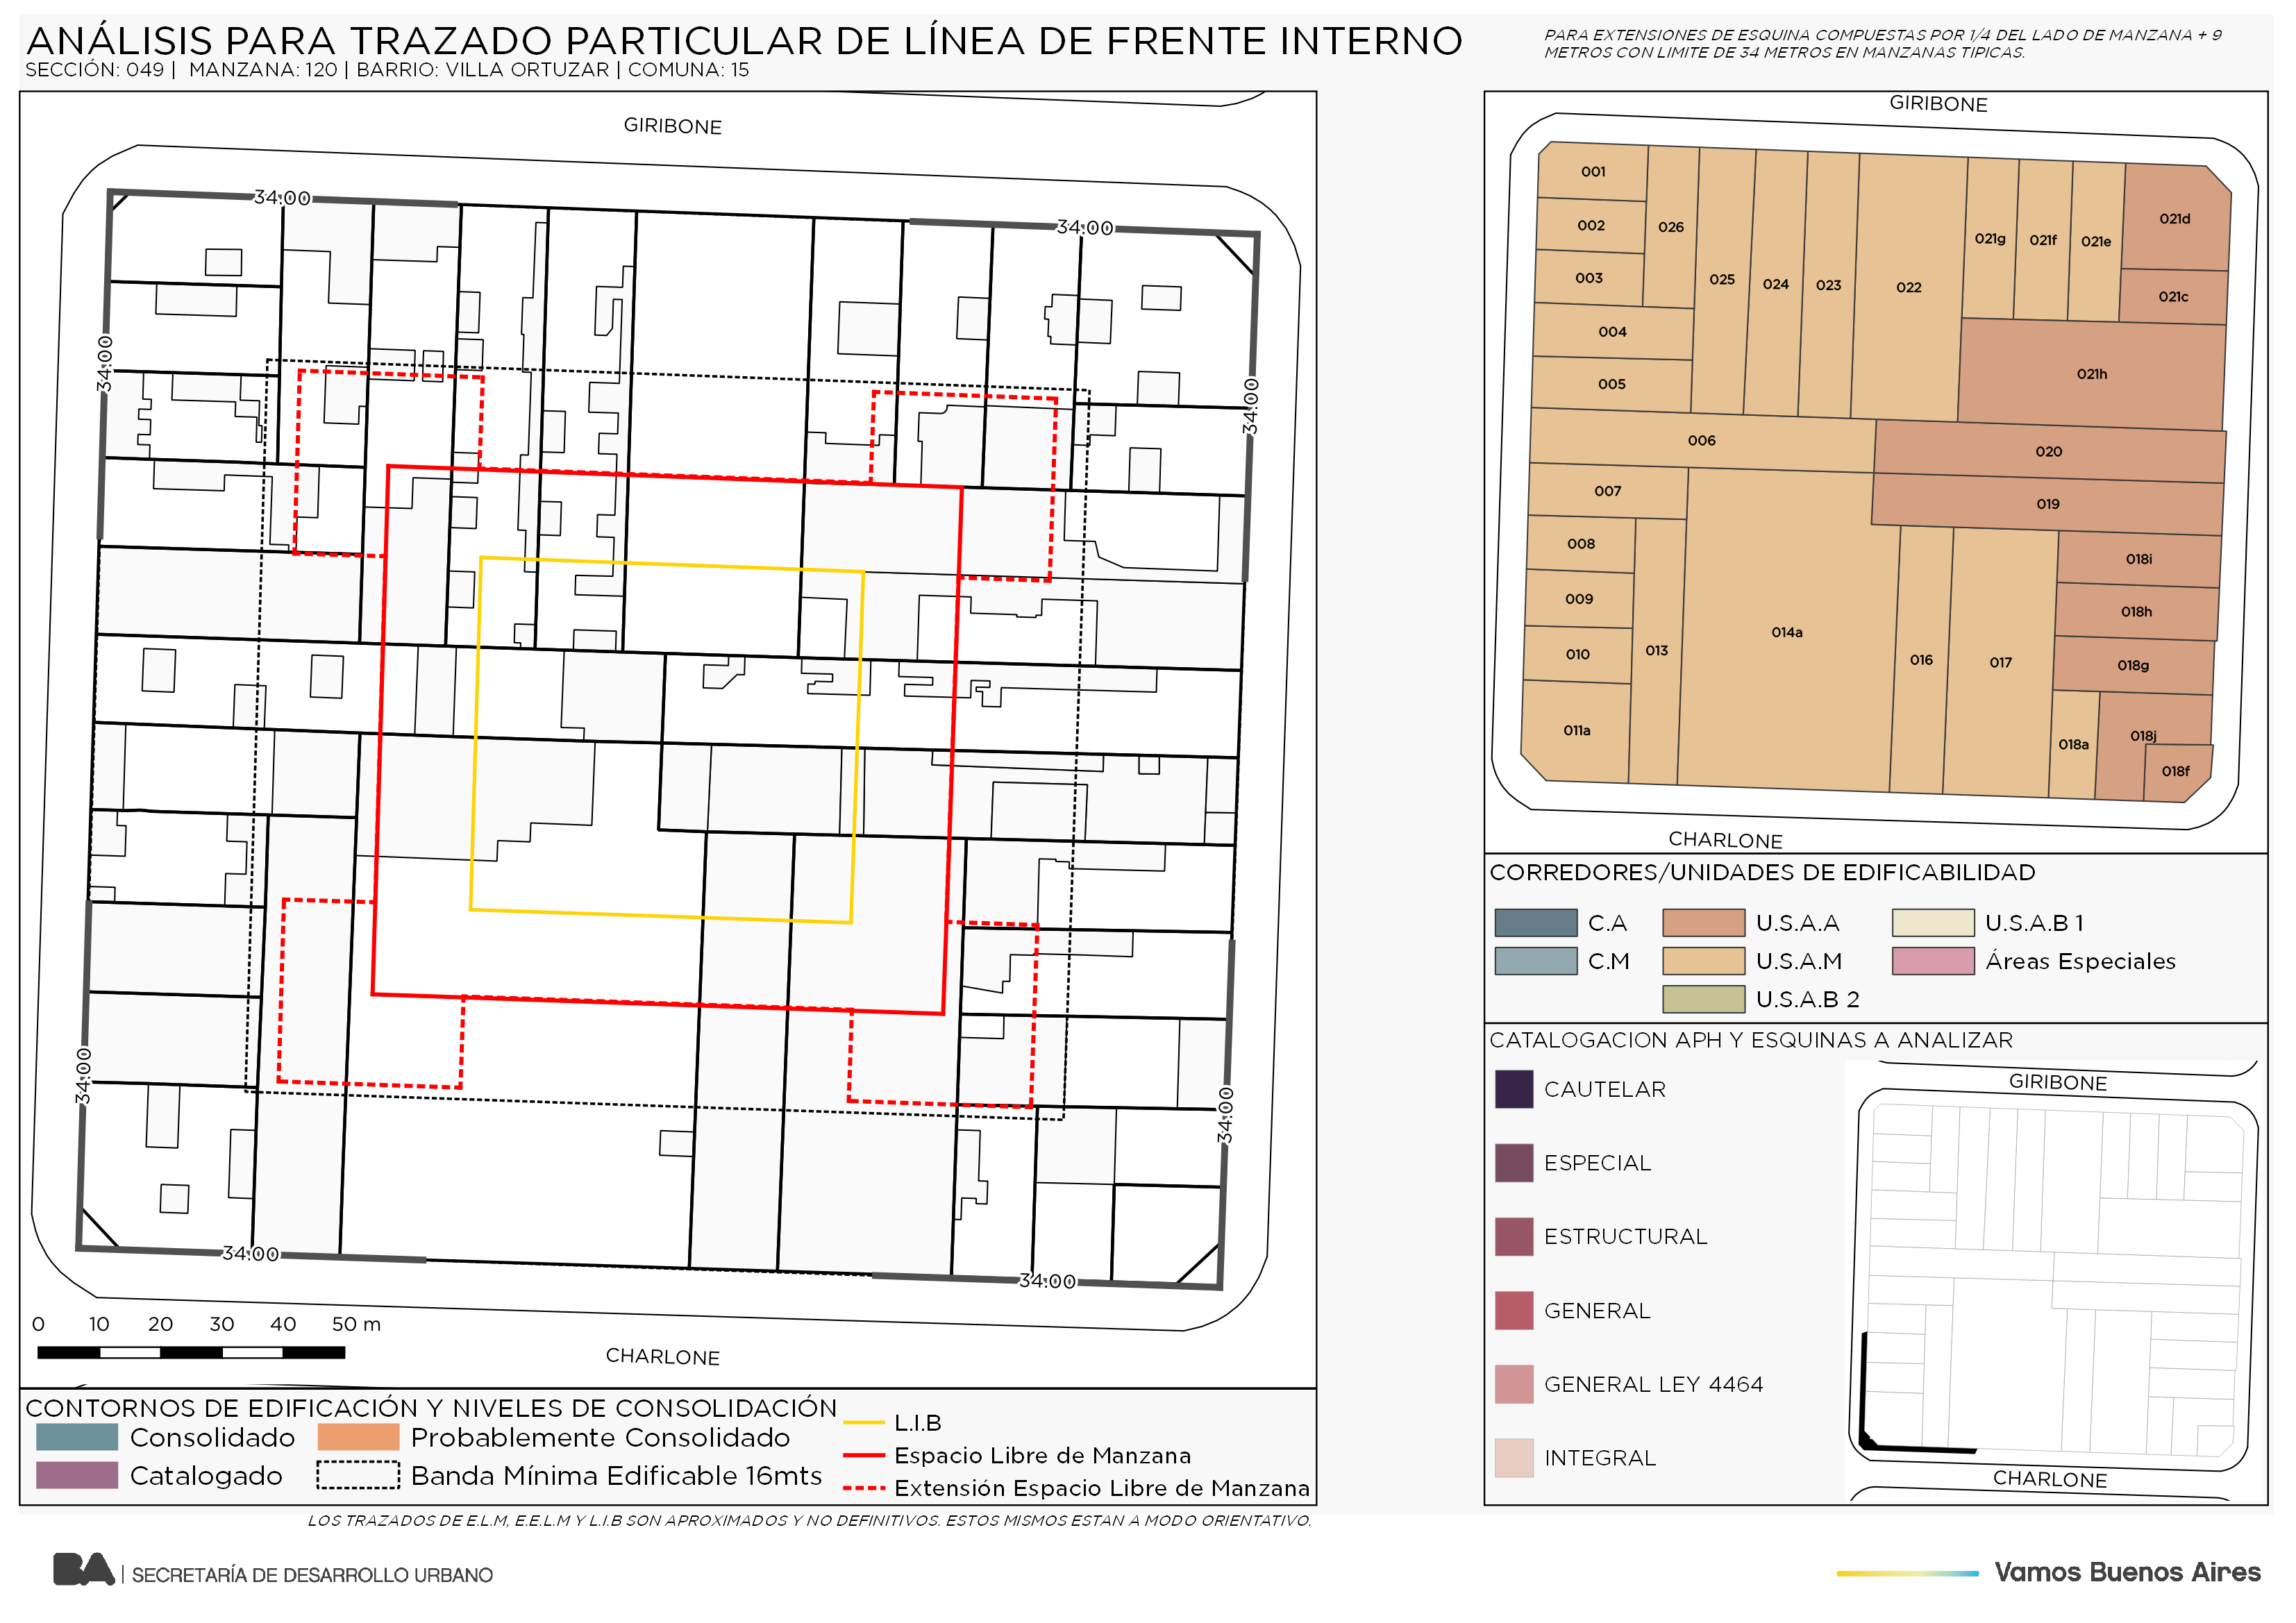 ANÁLISIS PARA TRAZADO PARTICULAR DE LÍNEA DE FRENTE INTERNO
SECCIÓN: 049 | MANZANA: 120 | BARRIO: VILLA ORTUZAR | COMUNA: 15
PARA EXTENSIONES DE ESQUINA COMPUESTAS POR 1/4 DEL LADO DE MANZANA + 9
METROS CON LIMITE DE 34 METROS EN MANZANAS TIPICAS.
GIRIBONE
34:00
34:00
34:00
34:00
34:00
34:00
34:00
34:00
0 10 20 30 40 50 m
CHARLONE
CONTORNOS DE EDIFICACIÓN Y NIVELES DE CONSOLIDACIÓN
Consolidado
Probablemente Consolidado
Catalogado
Banda Mínima Edificable 16mts
L.I.B
Espacio Libre de Manzana
Extensión Espacio Libre de Manzana
LOS TRAZADOS DE E.L.M, E.E.L.M Y L.I.B SON APROXIMADOS Y NO DEFINITIVOS. ESTOS MISMOS ESTAN A MODO ORIENTATIVO.
GIRIBONE
001
002
003
004
005
006
007
008
009
010
011a
013
014a
016
017
018a
018j
018f
018g
018h
018i
019
020
021h
021c
021d
021e
021f
021g
022
023
024
025
026
CHARLONE
CORREDORES/UNIDADES DE EDIFICABILIDAD
C.A
U.S.A.A
U.S.A.B 1
C.M
U.S.A.M
Áreas Especiales
U.S.A.B 2
CATALOGACION APH Y ESQUINAS A ANALIZAR
CAUTELAR
ESPECIAL
ESTRUCTURAL
GENERAL
GENERAL LEY 4464
INTEGRAL
GIRIBONE
CHARLONE
BA | SECRETARÍA DE DESARROLLO URBANO
Vamos Buenos Aires